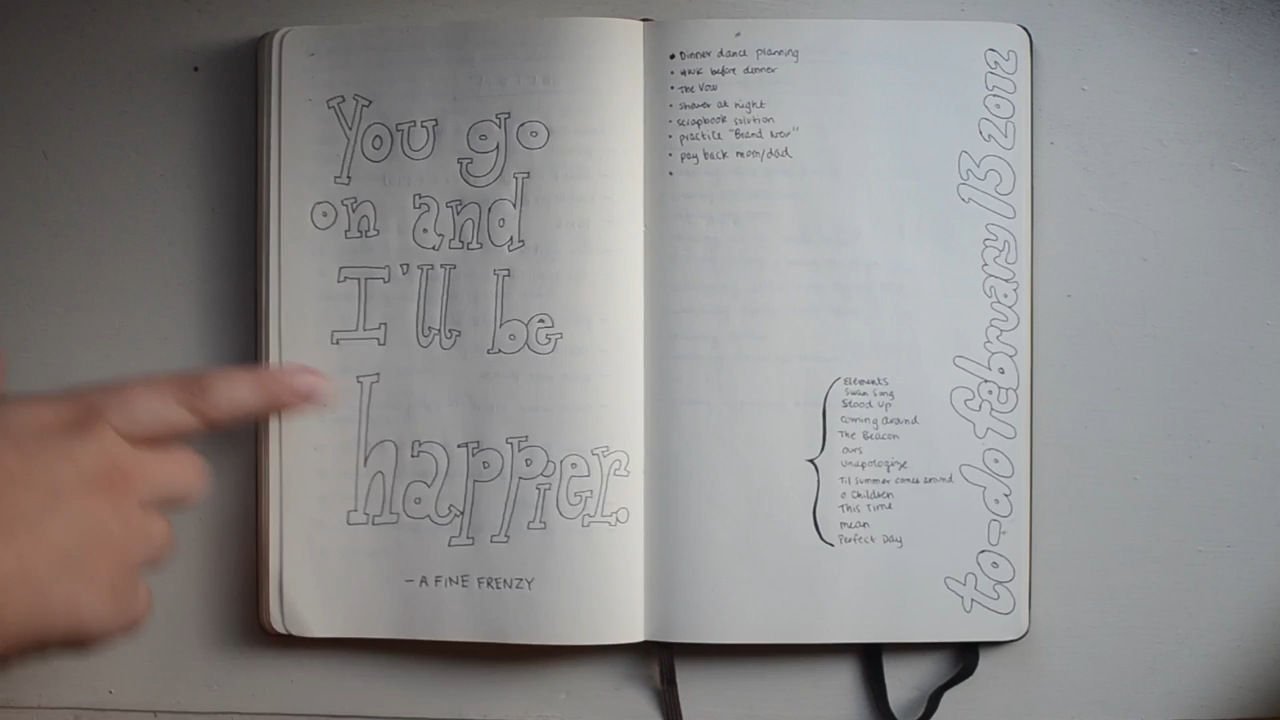 You go
on and
I'll be
happier.
- A FINE FRENZY
• Dinner dance planning
• HWK before dinner
• The Vow
• shower at night
• scrapbook solution
• practice "Brand New"
• pay back mom/dad
•
Elements
Swan Song
Stood Up
Coming Around
The Beacon
ours
Unapologize
Til Summer comes around
O Children
This Time
mean
Perfect Day
to-do february/13 2012